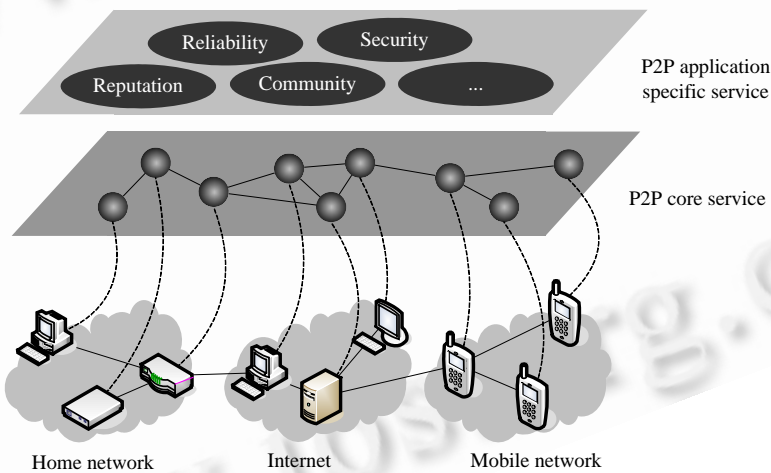 Reliability
Security
Reputation
Community
...
P2P application
specific service
P2P core service
Home network
Internet
Mobile network